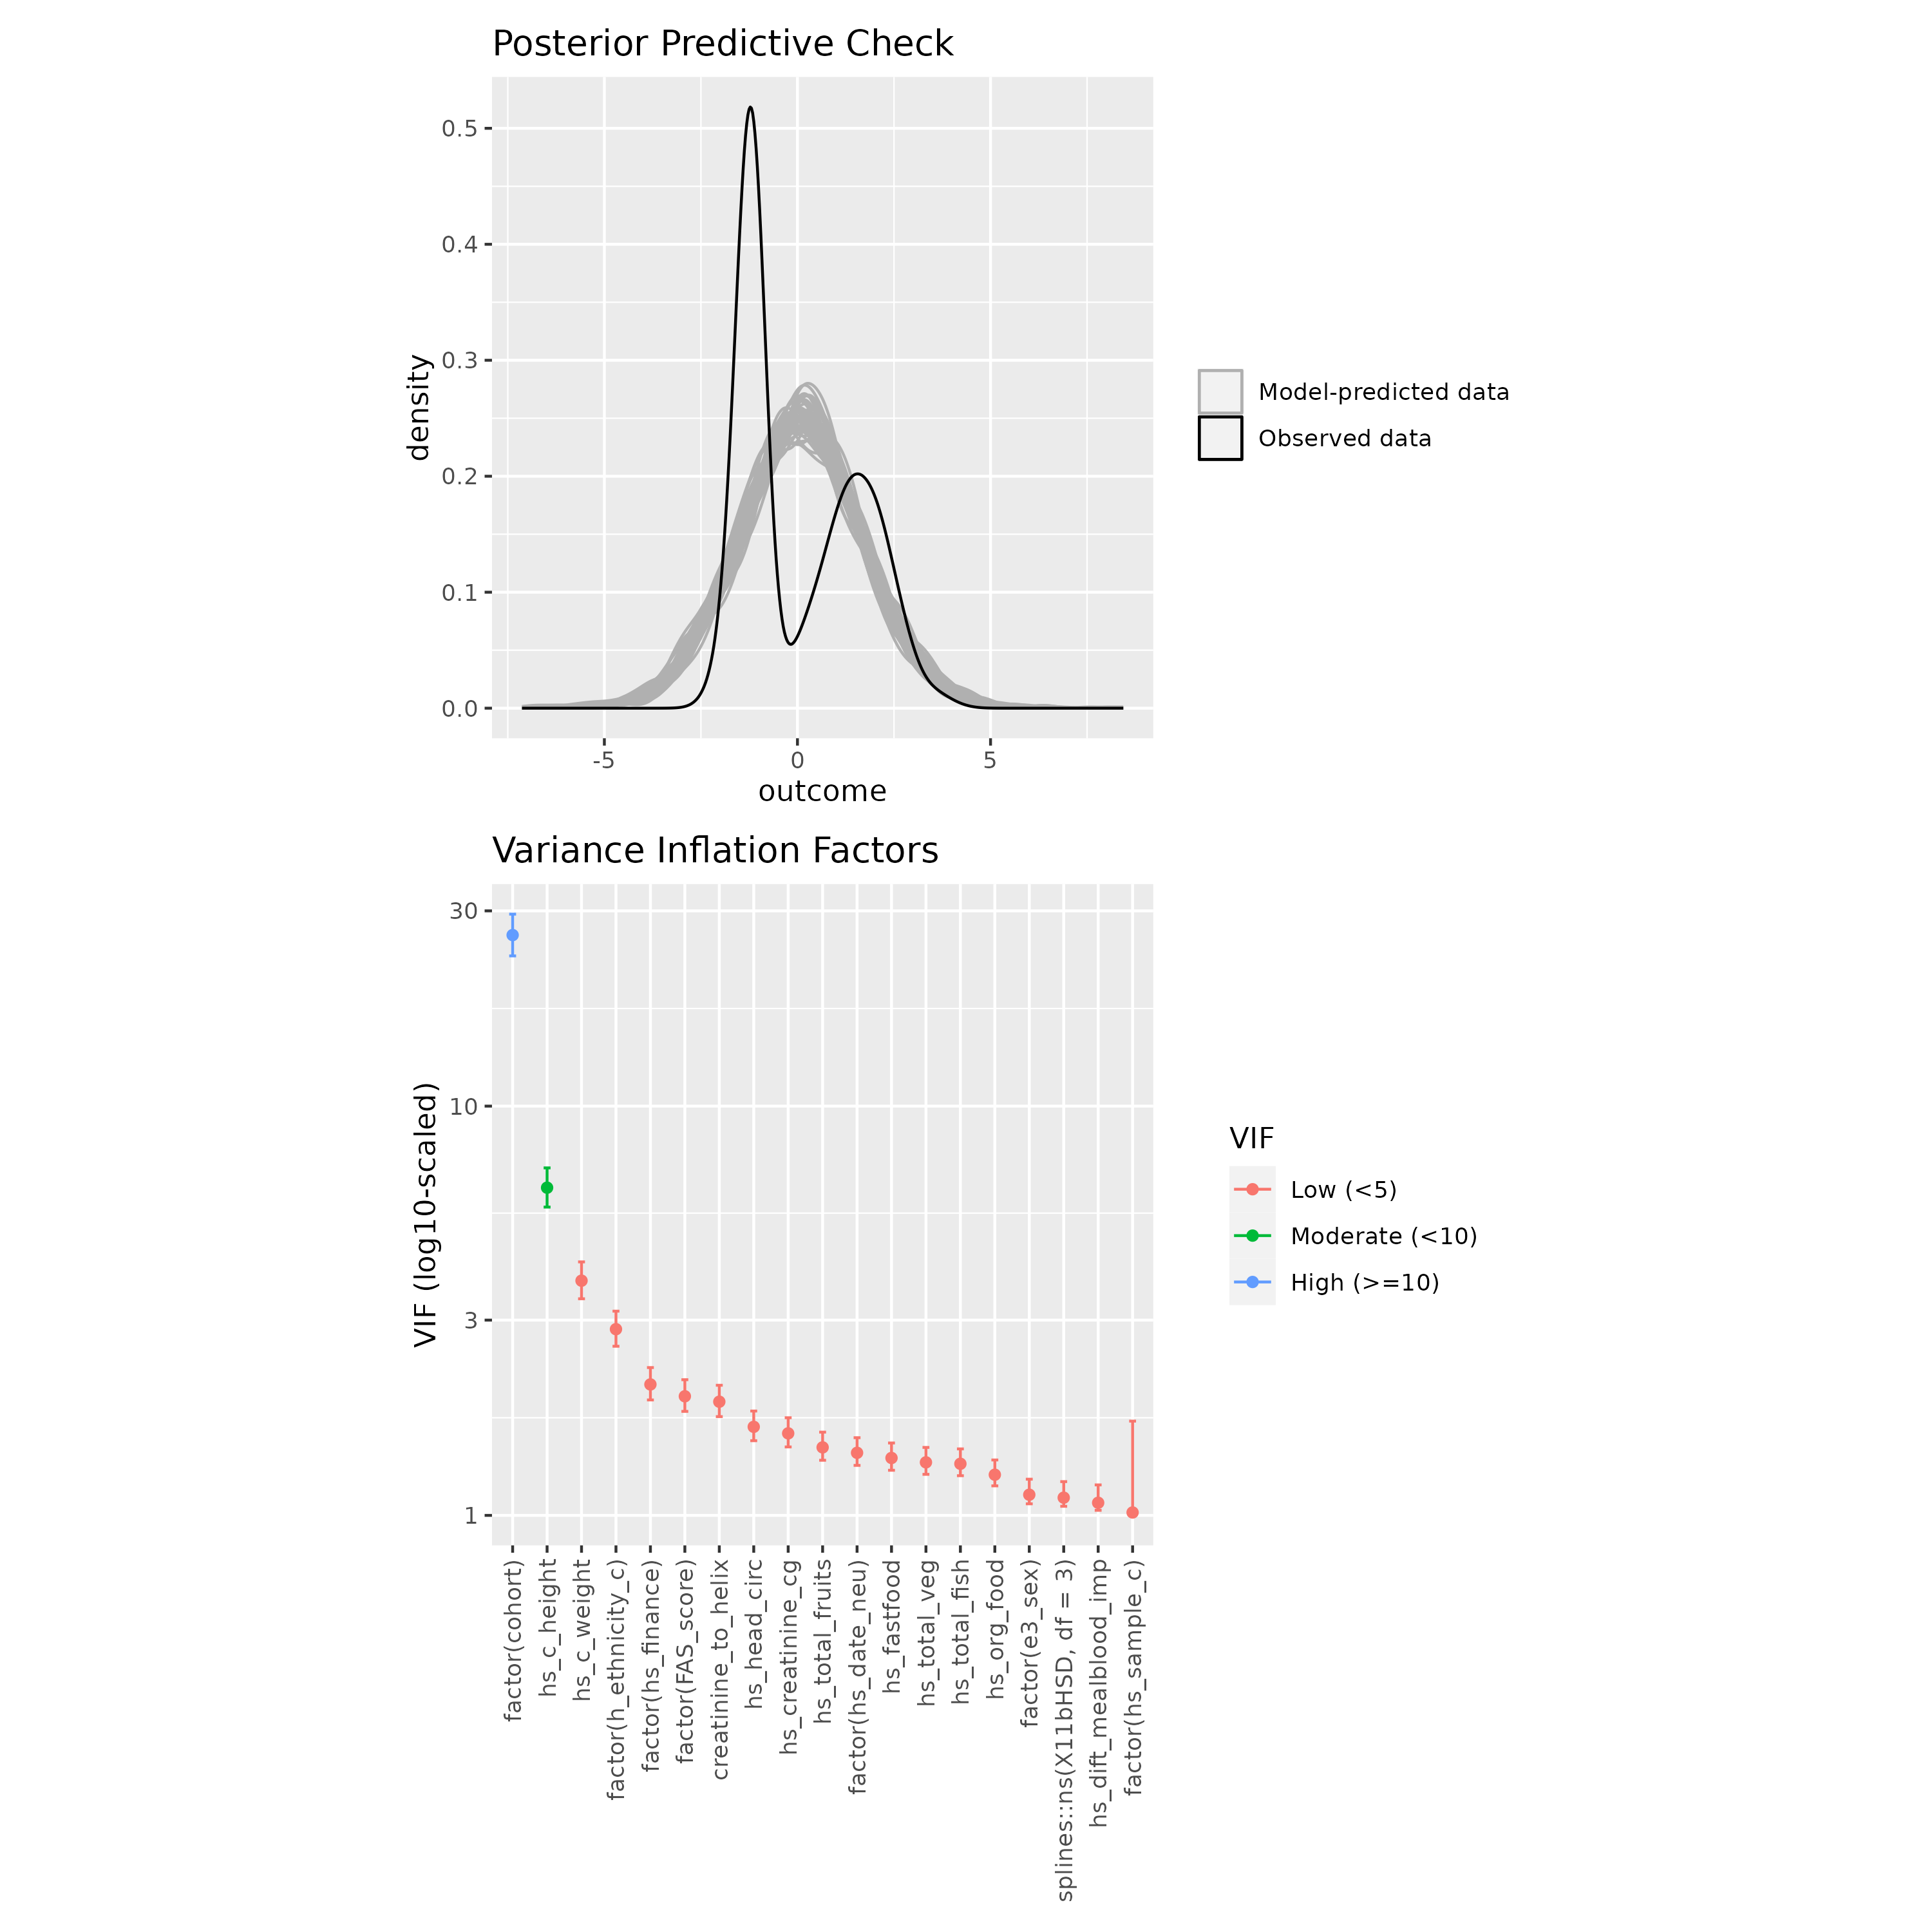 Posterior Predictive Check
0.5
0.4
0.3
0.2
0.1
0.0
density
-5
0
5
outcome
Model-predicted data
Observed data
Variance Inflation Factors
30
10
3
1
VIF (log10-scaled)
factor(cohort)
hs_c_height
hs_c_weight
factor(h_ethnicity_c)
factor(hs_finance)
factor(FAS_score)
creatinine_to_helix
hs_head_circ
hs_creatinine_cg
hs_total_fruits
factor(hs_date_neu)
hs_fastfood
hs_total_veg
hs_total_fish
hs_org_food
factor(e3_sex)
splines::ns(X11bHSD, df = 3)
hs_dift_mealblood_imp
factor(hs_sample_c)
VIF
Low (<5)
Moderate (<10)
High (>=10)